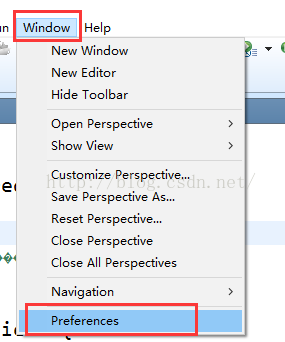 un Window Help
New Window
New Editor
Hide Toolbar
Open Perspective
Show View
Customize Perspective...
Save Perspective As...
Reset Perspective...
Close Perspective
Close All Perspectives
Navigation
Preferences
http://blog.csdn.net/